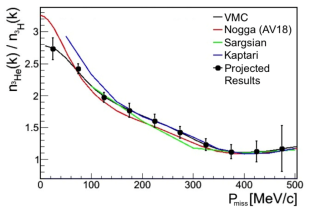 n³He(k) / n³H(k)
3
2.5
2
1.5
1
VMC
Nogga (AV18)
Sargsian
Kaptari
Projected
Results
0 100 200 300 400 500
Pmiss [MeV/c]